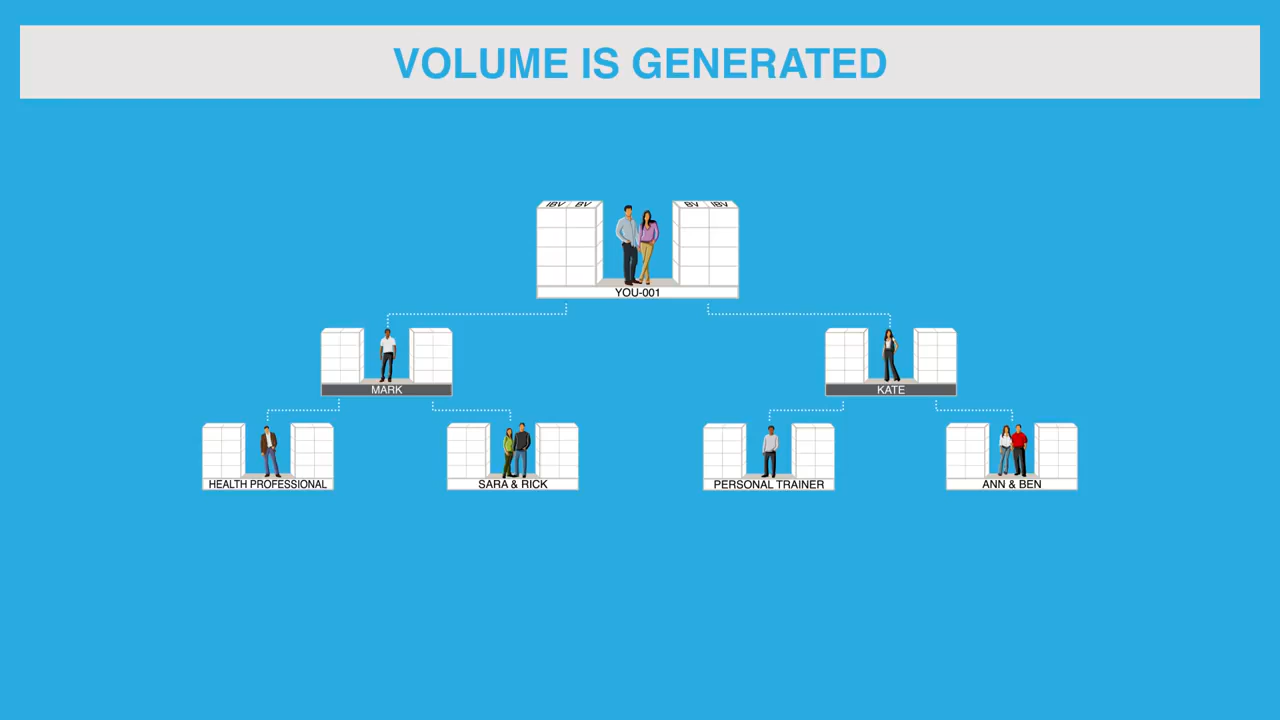 VOLUME IS GENERATED
IBV BV BV IBV
YOU-001
MARK KATE
HEALTH PROFESSIONAL SARA & RICK PERSONAL TRAINER ANN & BEN